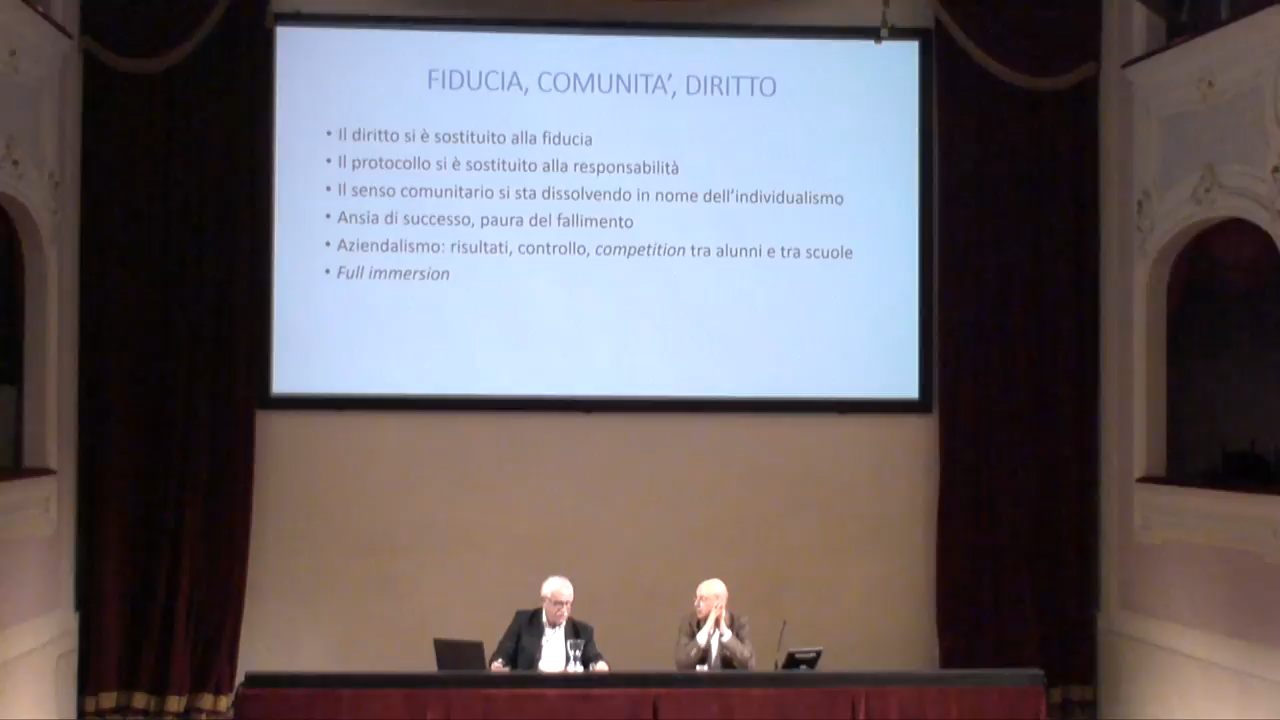 FIDUCIA, COMUNITA’, DIRITTO
• Il diritto si è sostituito alla fiducia
• Il protocollo si è sostituito alla responsabilità
• Il senso comunitario si sta dissolvendo in nome dell’individualismo
• Ansia di successo, paura del fallimento
• Aziendalismo: risultati, controllo, competition tra alunni e tra scuole
• Full immersion